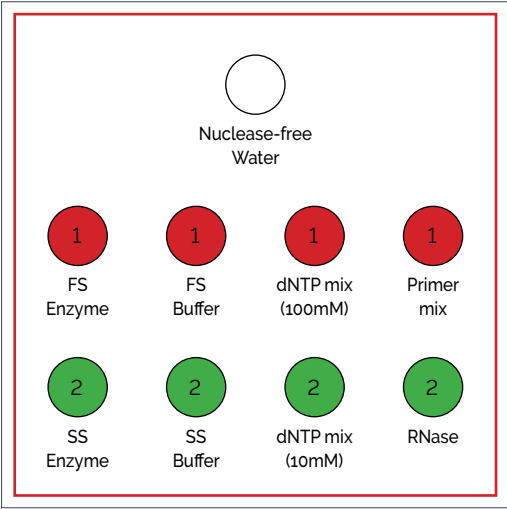 Nuclease-free
Water
1 1 1 1
FS FS dNTP mix Primer
Enzyme Buffer (100mM) mix
2 2 2 2
SS SS dNTP mix RNase
Enzyme Buffer (10mM)